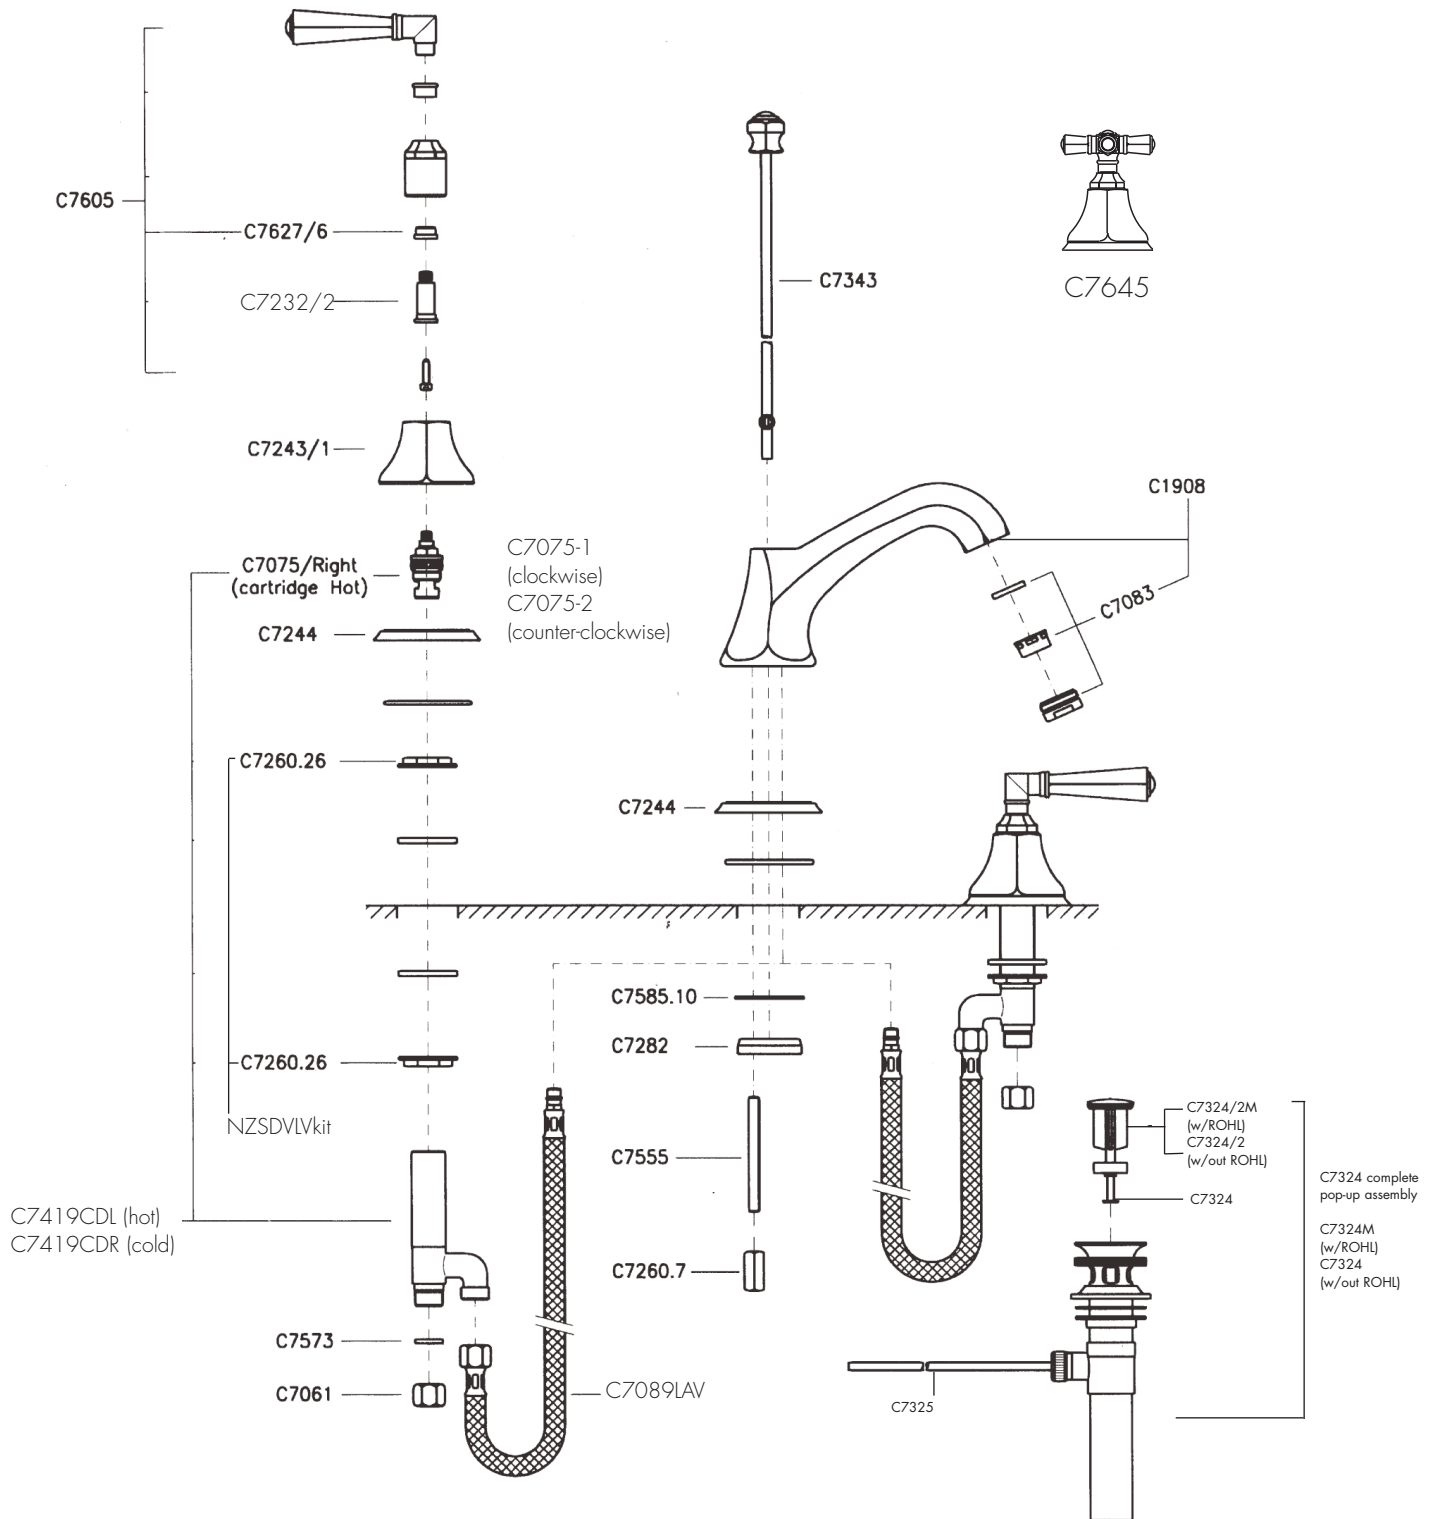 C7605
C7627/6
C7232/2
C7243/1
C7075/Right
(cartridge Hot)
C7075-1
(clockwise)
C7075-2
(counter-clockwise)
C7244
C7260.26
C7260.26
NZSDVLVkit
C7419CDL (hot)
C7419CDR (cold)
C7573
C7061
C7089LAV
C7343
C7645
C1908
C7083
C7244
C7585.10
C7282
C7555
C7260.7
C7324/2M
(w/ROHL)
C7324/2
(w/out ROHL)
C7324
C7324 complete
pop-up assembly
C7324M
(w/ROHL)
C7324
(w/out ROHL)
C7325